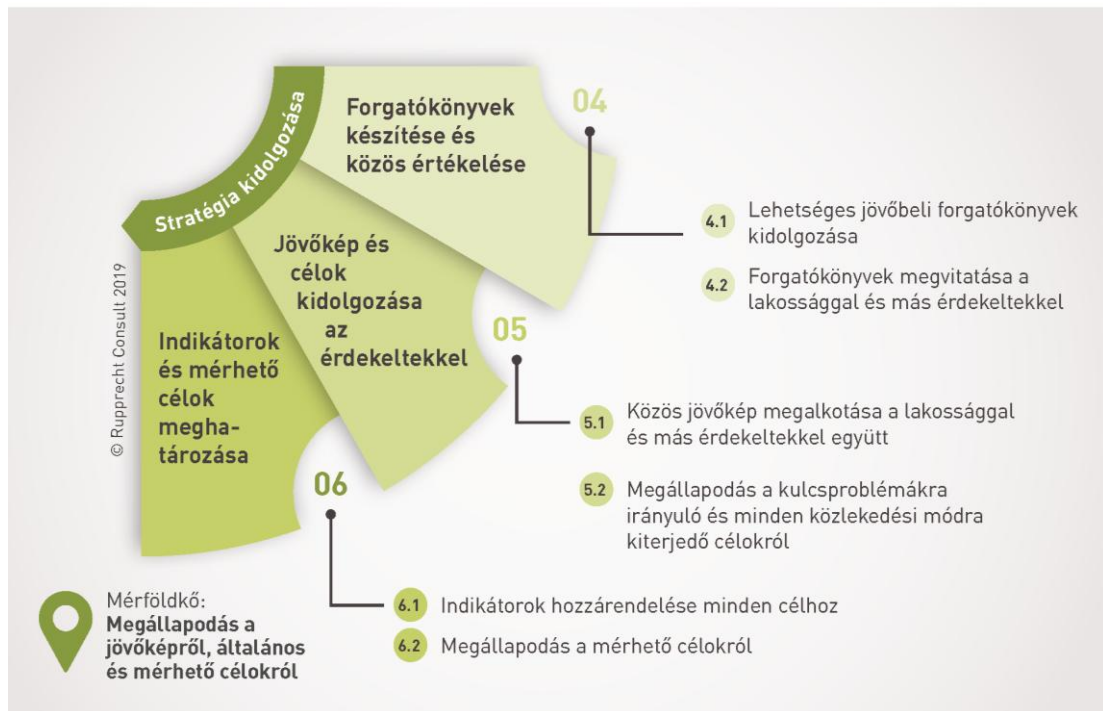 Stratégia kidolgozása
Forgatókönyvek
készítése és
közös értékelése
04
4.1 Lehetséges jövőbeli forgatókönyvek
kidolgozása
4.2 Forgatókönyvek megvitatása a
lakossággal és más érdekeltekkel
Jövőkép és
célok
kidolgozása
az
érdekeltekkel
05
5.1 Közös jövőkép megalkotása a lakossággal
és más érdekeltekkel együtt
5.2 Megállapodás a kulcsproblémákra
irányuló és minden közlekedési módra
kiterjedő célokról
Indikátorok
és mérhető
célok
megha-
tározása
06
6.1 Indikátorok hozzárendelése minden célhoz
6.2 Megállapodás a mérhető célokról
Mérföldkő:
Megállapodás a
jövőképről, általános
és mérhető célokról
© Rupprecht Consult 2019